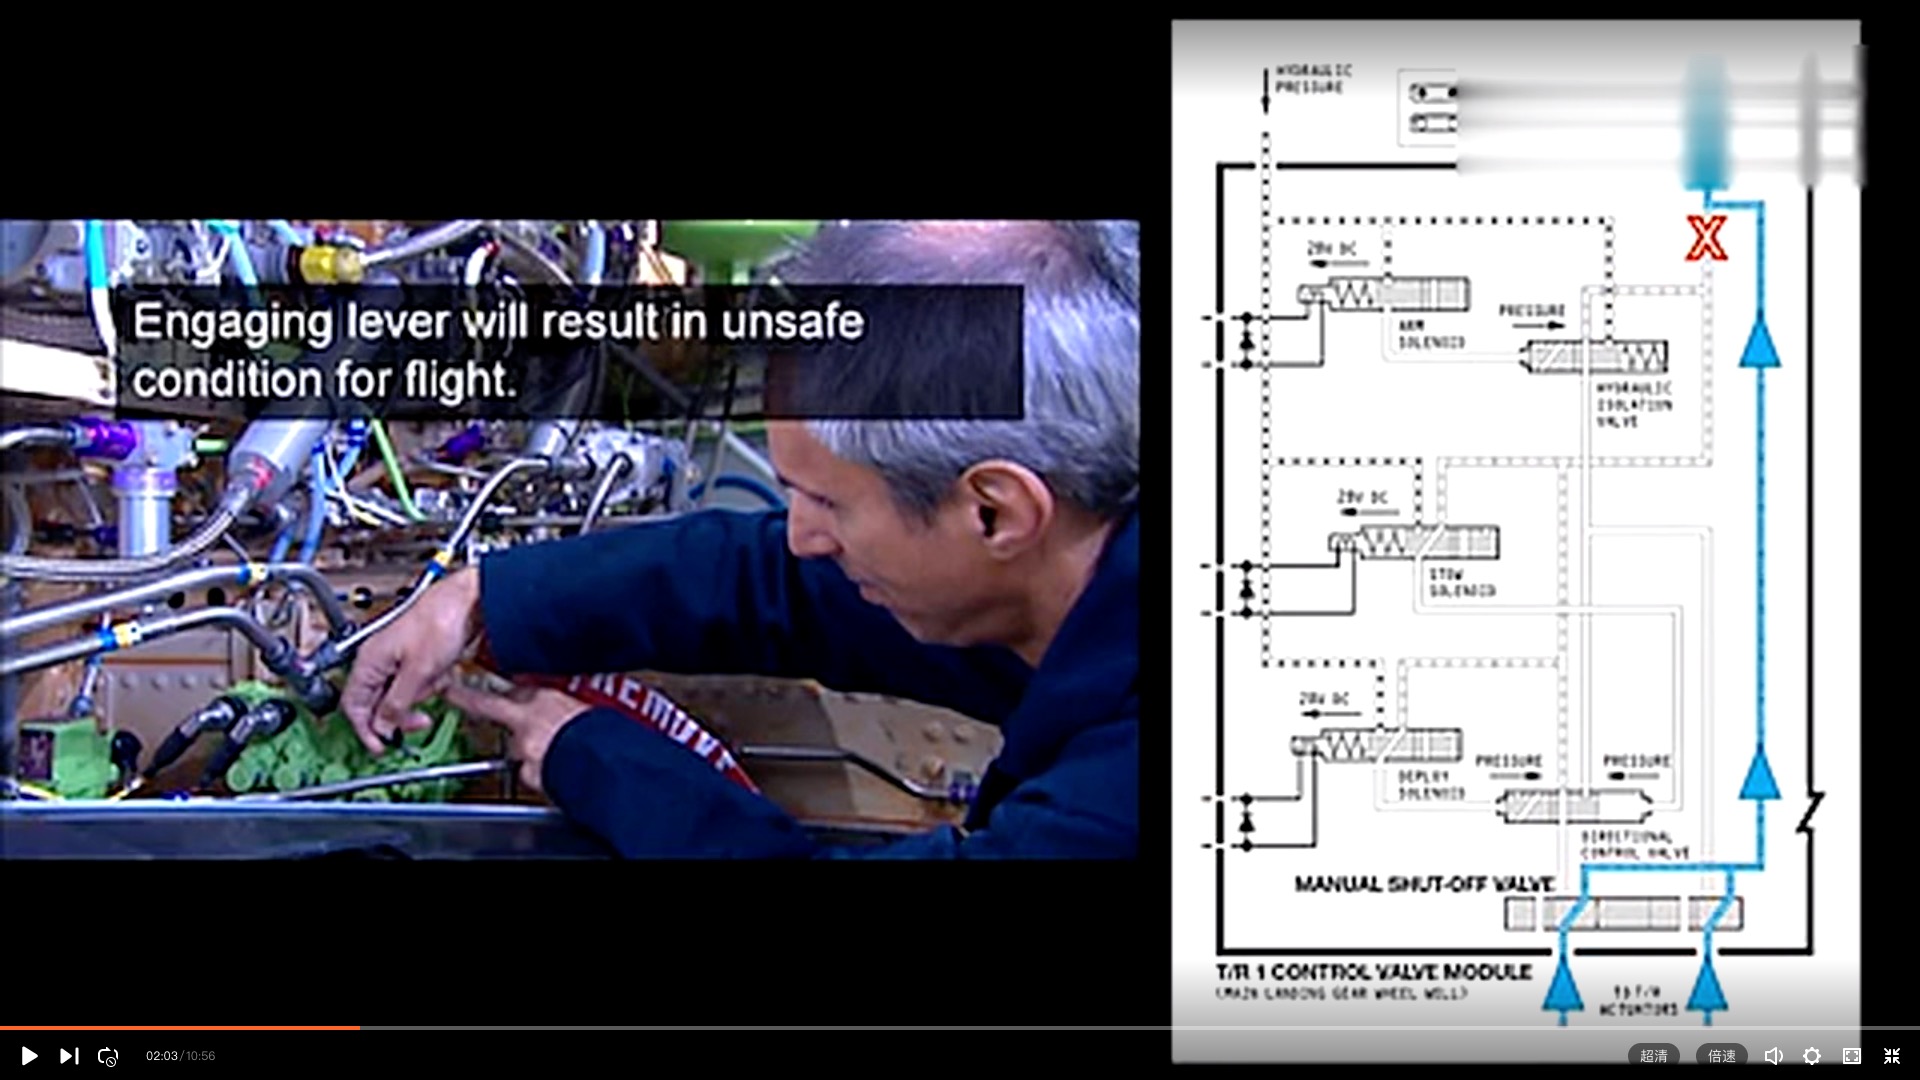 Engaging lever will result in unsafe
condition for flight.
REMOVE
HYDRAULIC
PRESSURE
28V DC
ARM
SOLENOID
PRESSURE
HYDRAULIC
ISOLATION
VALVE
28V DC
STOW
SOLENOID
28V DC
DEPLOY
SOLENOID
PRESSURE
PRESSURE
DIRECTIONAL
CONTROL VALVE
MANUAL SHUT-OFF VALVE
T/R 1 CONTROL VALVE MODULE
(MAIN LANDING GEAR WHEEL WELL)
TO T/R
ACTUATORS
02:03/10:56
超清
倍速